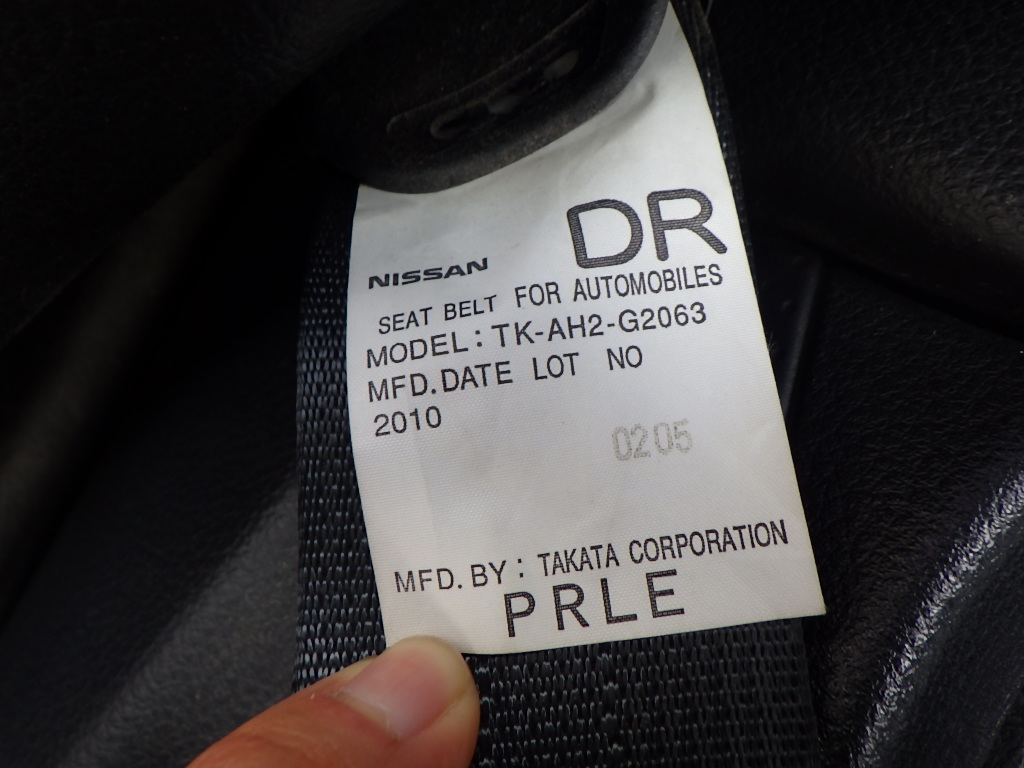 DR
NISSAN
SEAT BELT FOR AUTOMOBILES
MODEL: TK-AH2-G2063
MFD.DATE LOT NO
2010
0205
MFD. BY: TAKATA CORPORATION
PRLE